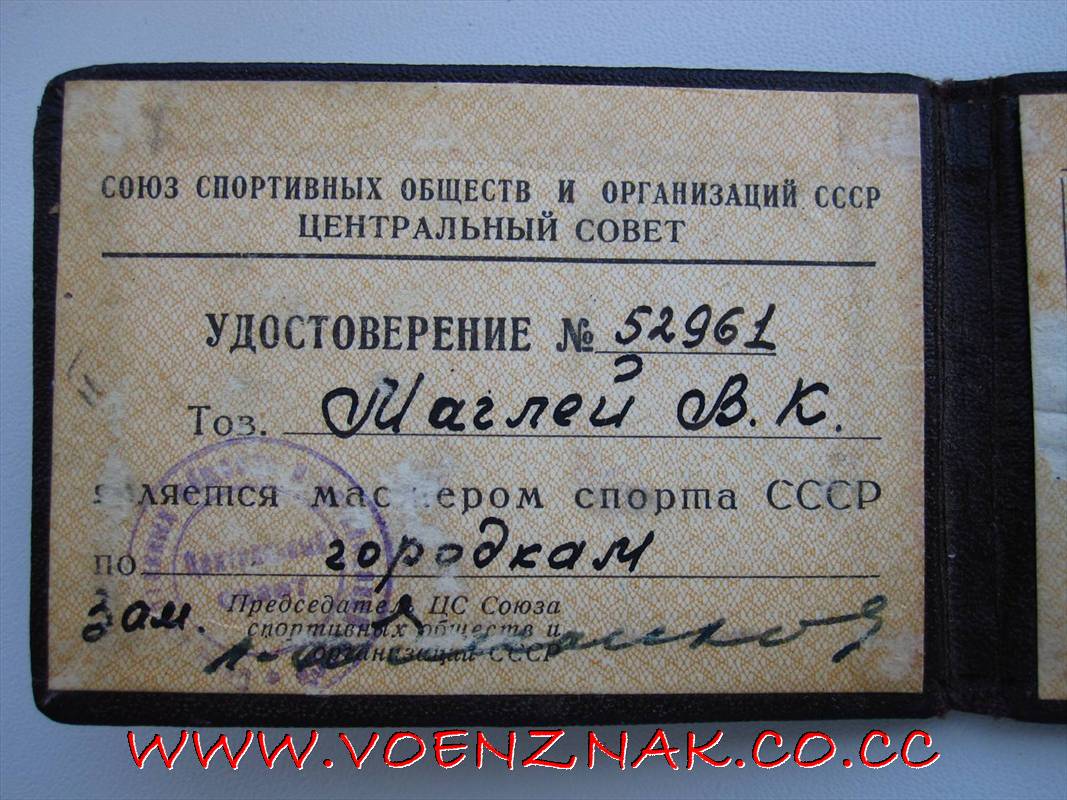 СОЮЗ СПОРТИВНЫХ ОБЩЕСТВ И ОРГАНИЗАЦИЙ СССР
ЦЕНТРАЛЬНЫЙ СОВЕТ
УДОСТОВЕРЕНИЕ № 52961
Тов. Маглей В. К.
является мастером спорта СССР
по городкам
Зам. Председатель ЦС Союза
спортивных обществ и
организаций СССР
WWW.VOENZNAK.CO.CC